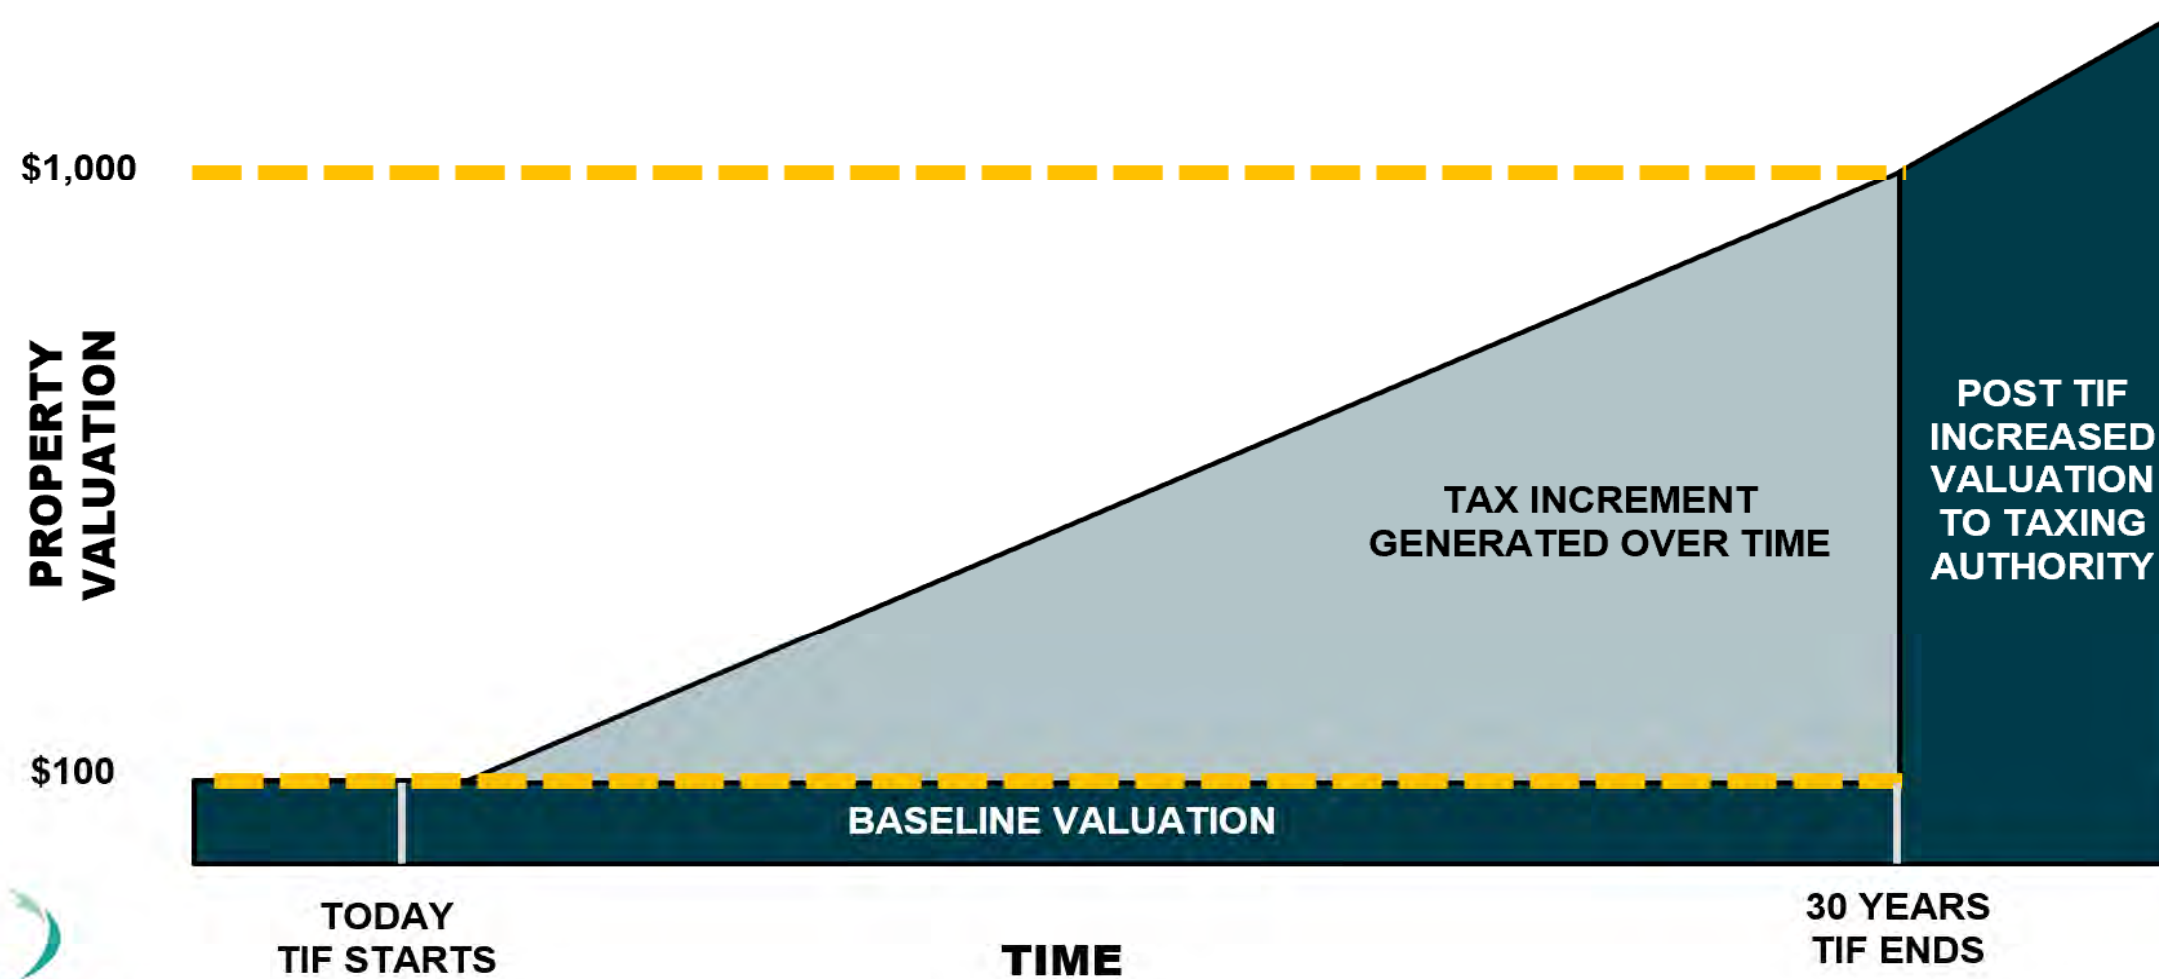 $1,000
PROPERTY
VALUATION
POST TIF
INCREASED
VALUATION
TO TAXING
AUTHORITY
TAX INCREMENT
GENERATED OVER TIME
$100
BASELINE VALUATION
TODAY
TIF STARTS
TIME
30 YEARS
TIF ENDS